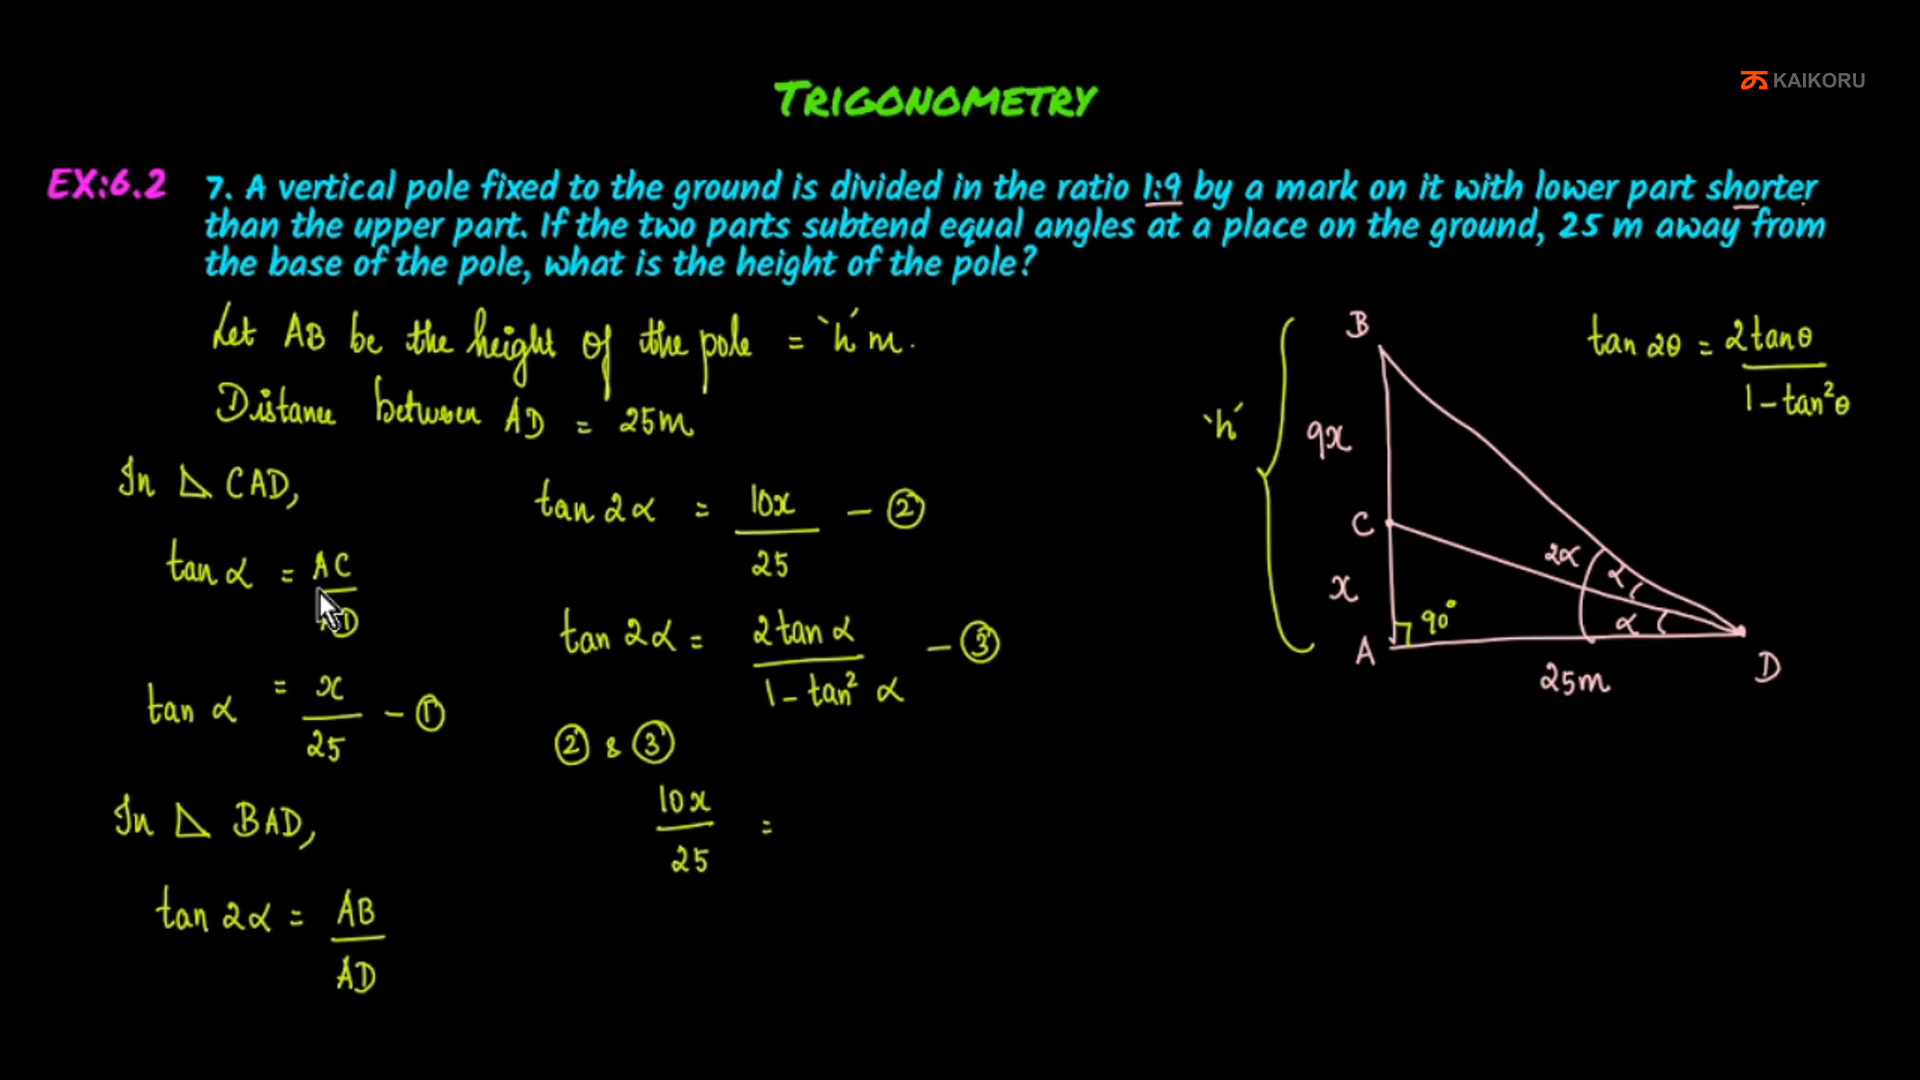 TRIGONOMETRY
KAIKORU
EX:6.2 7. A vertical pole fixed to the ground is divided in the ratio 1:9 by a mark on it with lower part shorter
than the upper part. If the two parts subtend equal angles at a place on the ground, 25 m away from
the base of the pole, what is the height of the pole?
Let AB be the height of the pole = 'h' m.
Distance between AD = 25m
In ⊿ CAD,
tan α = AC
AD
tan α = x/25 - ①
In ⊿ BAD,
tan 2α = AB/AD
tan 2α = 10x/25 - ②
tan 2α = 2 tan α/1 - tan² α - ③
② & ③
10x/25 =
'h'
B
9x
C
x
A
90°
25m
D
2α
α
α
tan 2θ = 2tanθ/1 - tan²θ